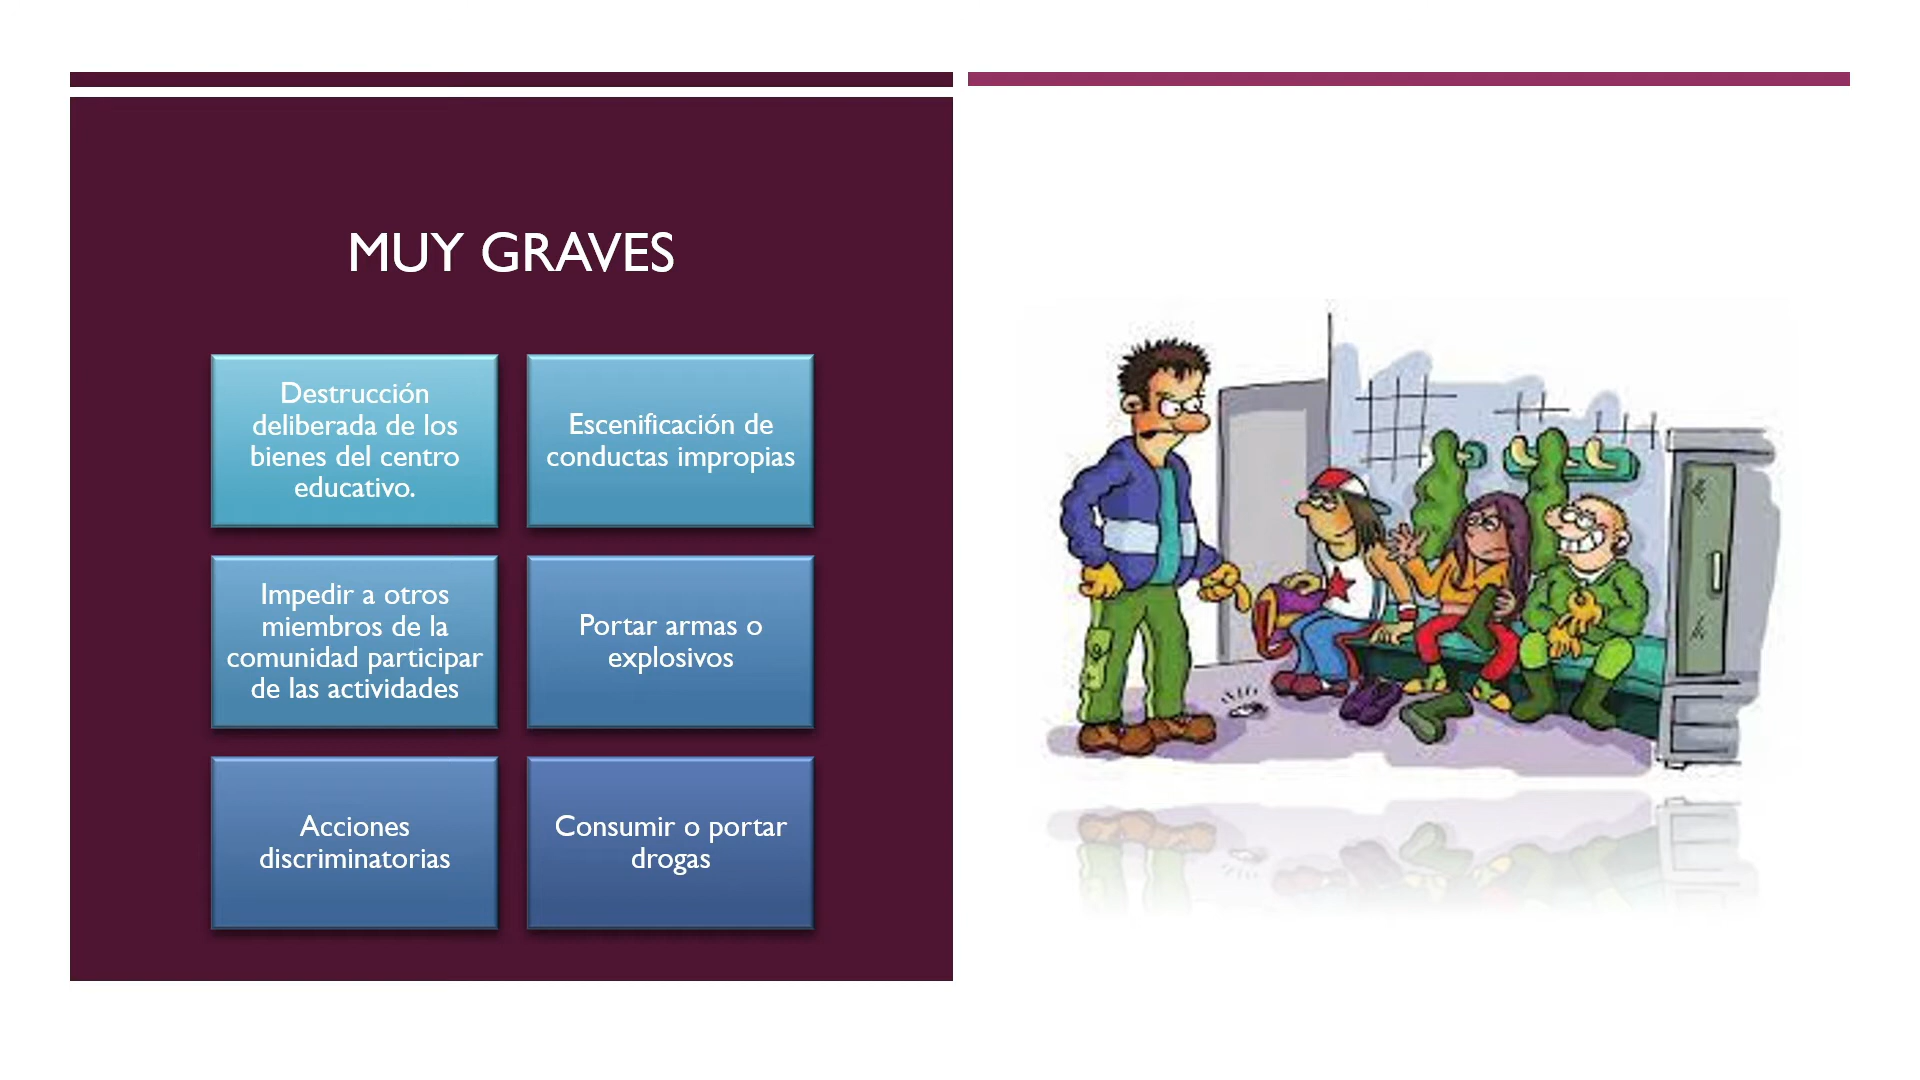 MUY GRAVES
Destrucción
deliberada de los
bienes del centro
educativo.
Escenificación de
conductas impropias
Impedir a otros
miembros de la
comunidad participar
de las actividades
Portar armas o
explosivos
Acciones
discriminatorias
Consumir o portar
drogas